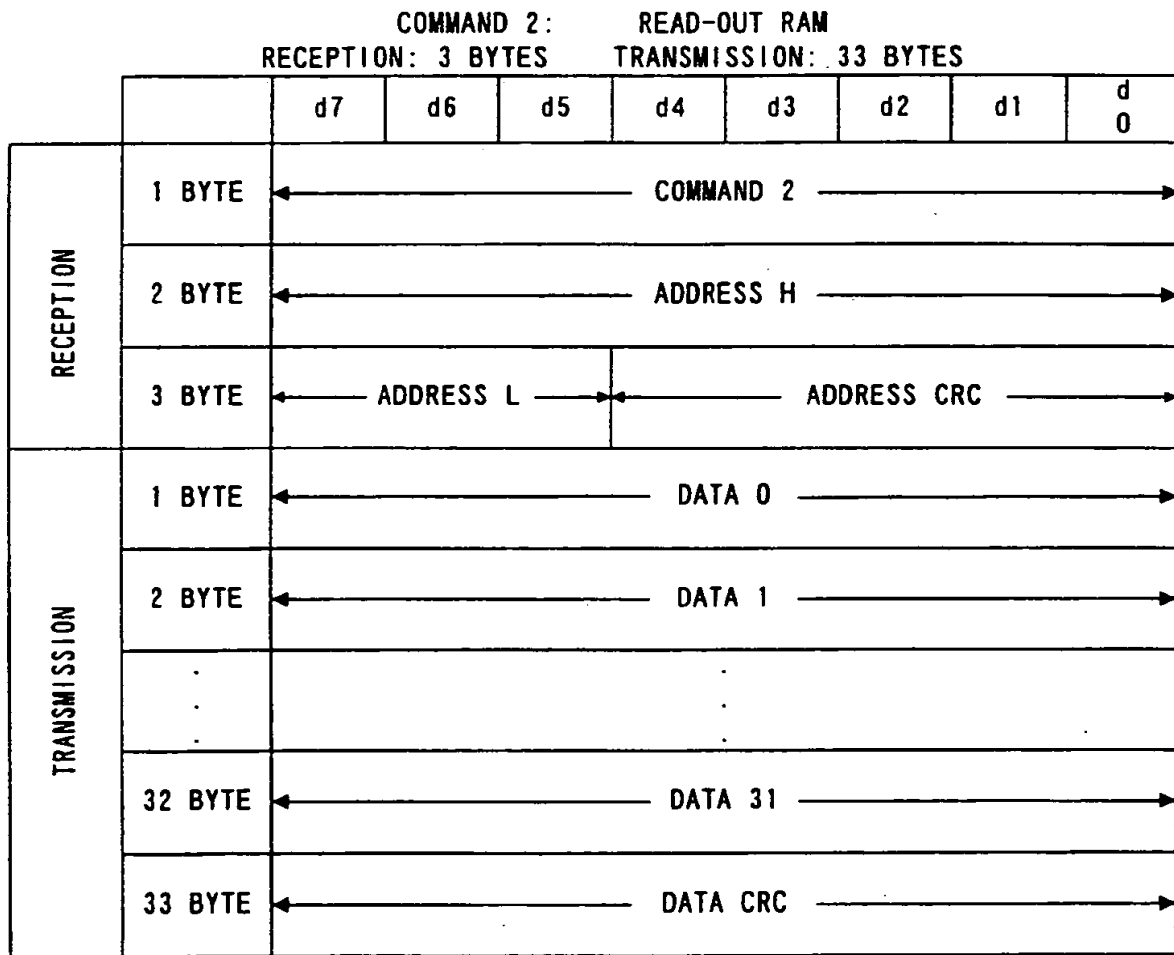 COMMAND 2: READ-OUT RAM
RECEPTION: 3 BYTES TRANSMISSION: 33 BYTES
d7 d6 d5 d4 d3 d2 d1 d
0
RECEPTION
1 BYTE COMMAND 2
2 BYTE ADDRESS H
3 BYTE ADDRESS L ADDRESS CRC
TRANSMISSION
1 BYTE DATA 0
2 BYTE DATA 1
32 BYTE DATA 31
33 BYTE DATA CRC